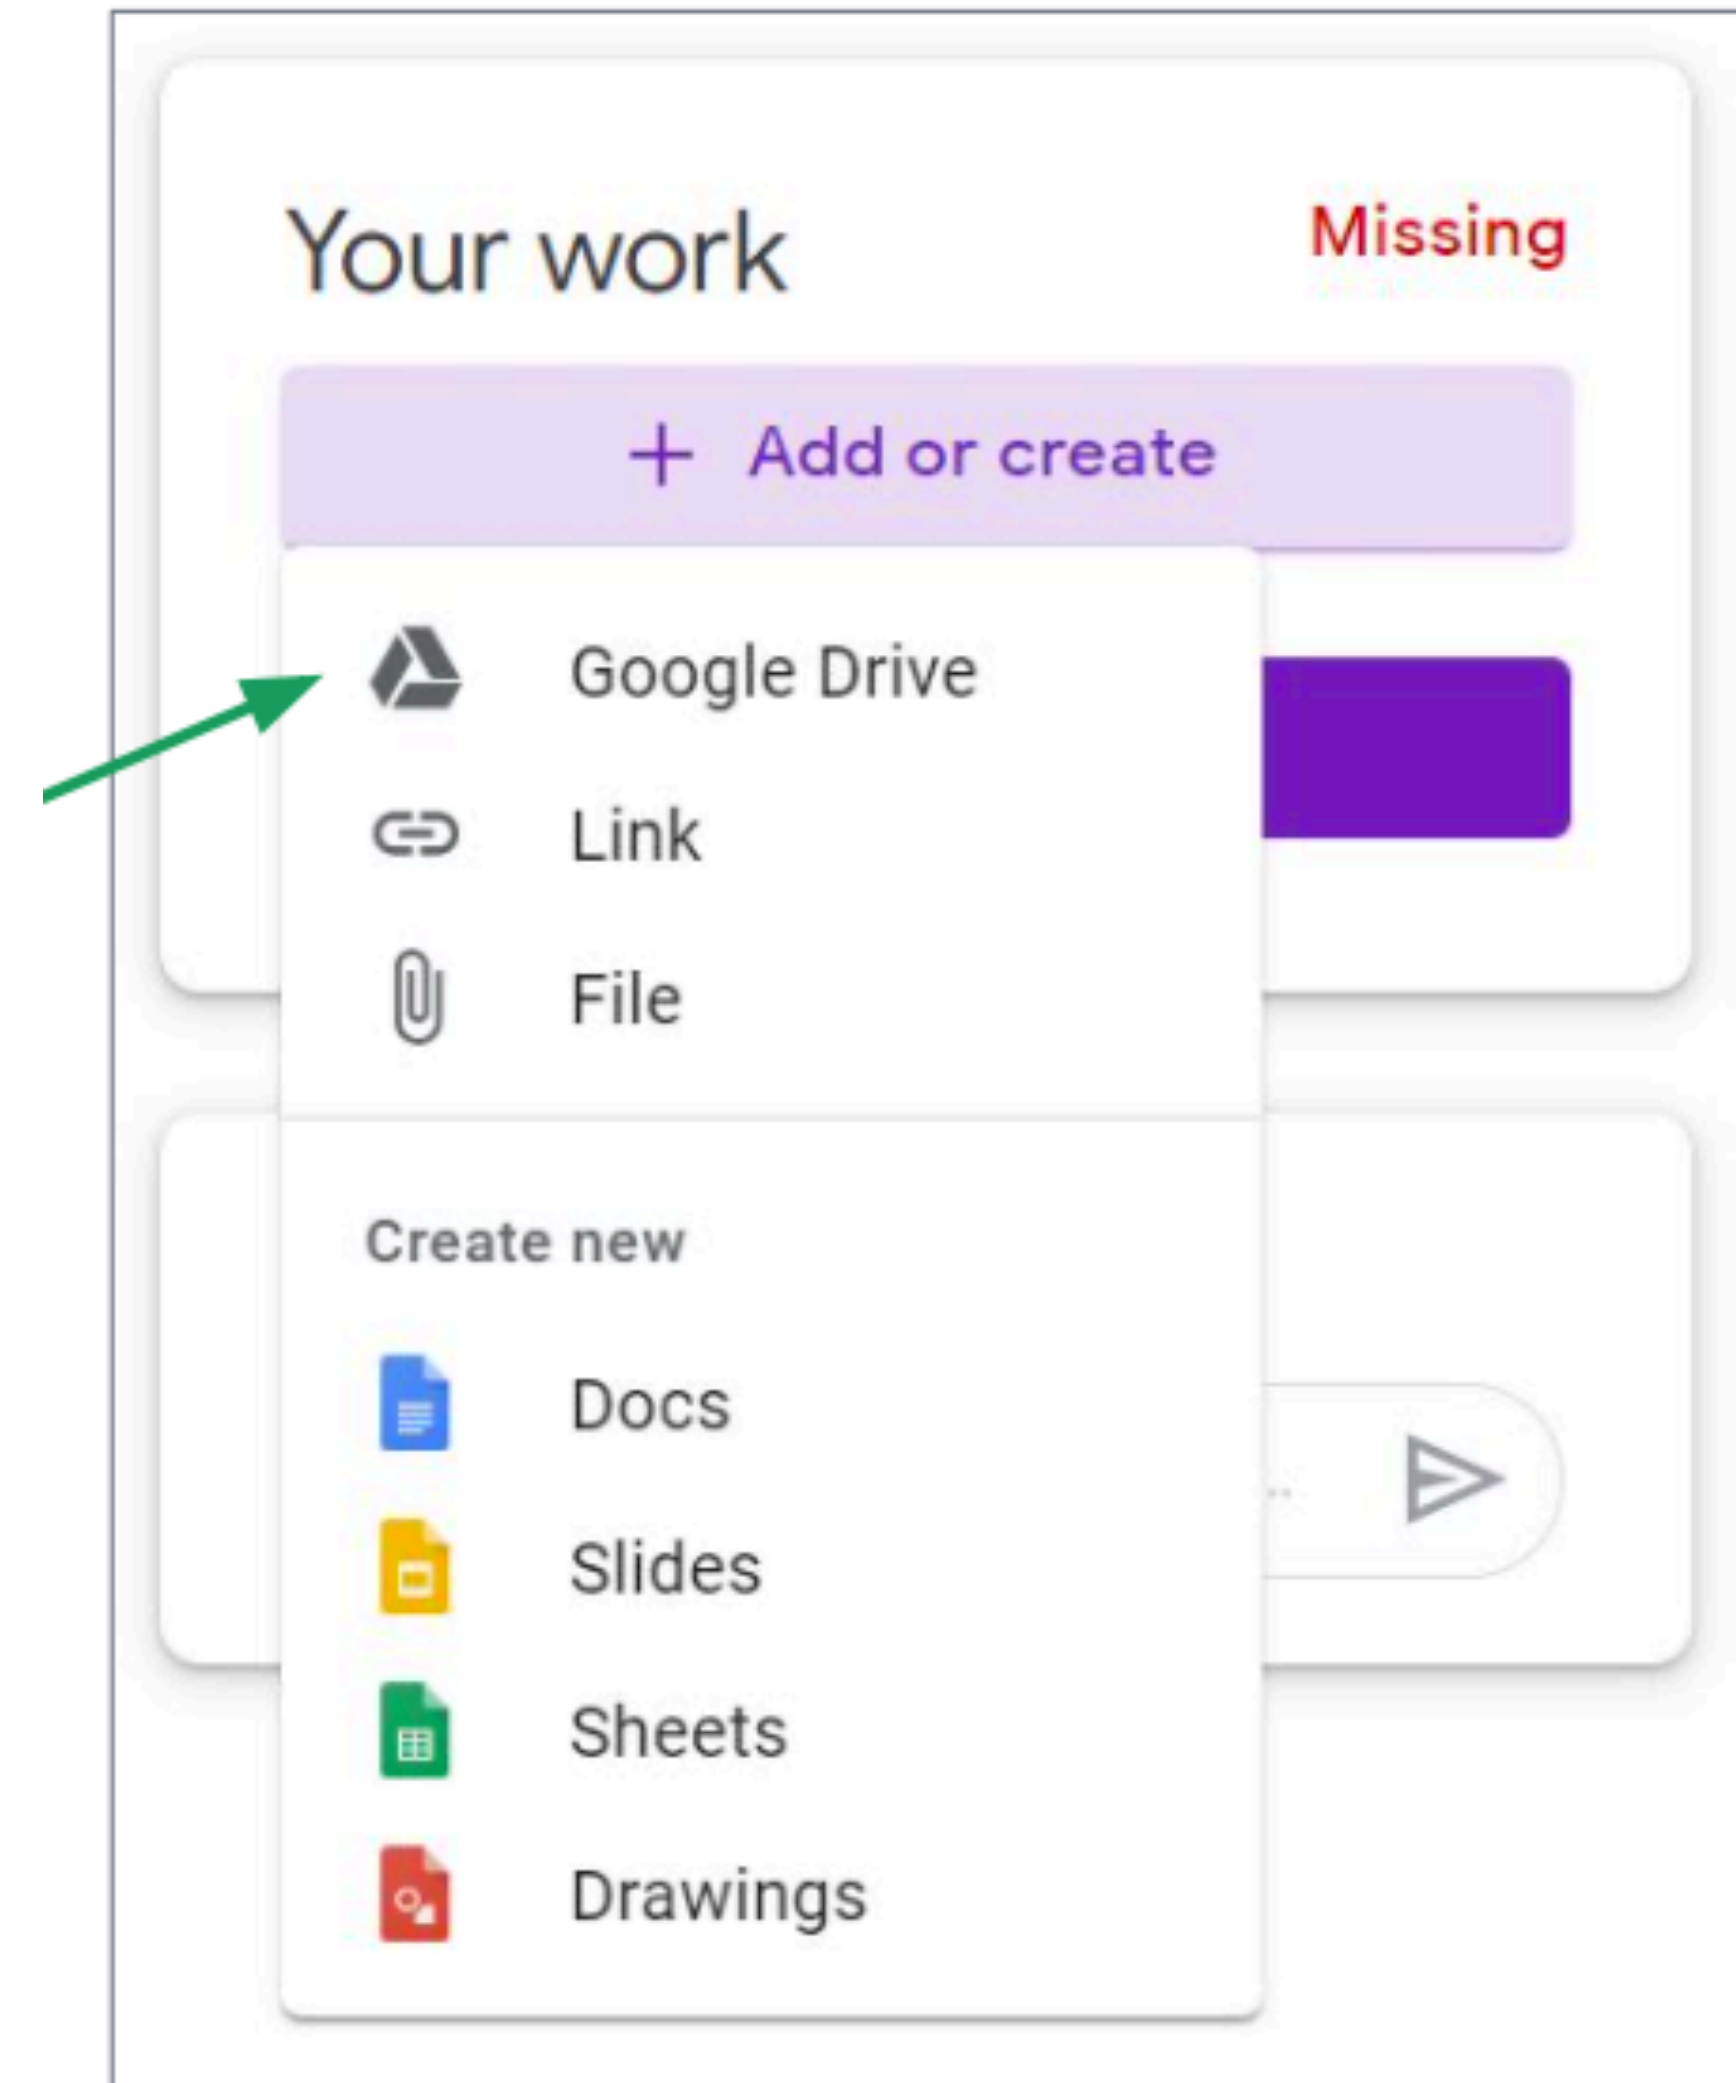 Your work
Missing
+ Add or create
Google Drive
Link
File
Create new
Docs
Slides
Sheets
Drawings
..